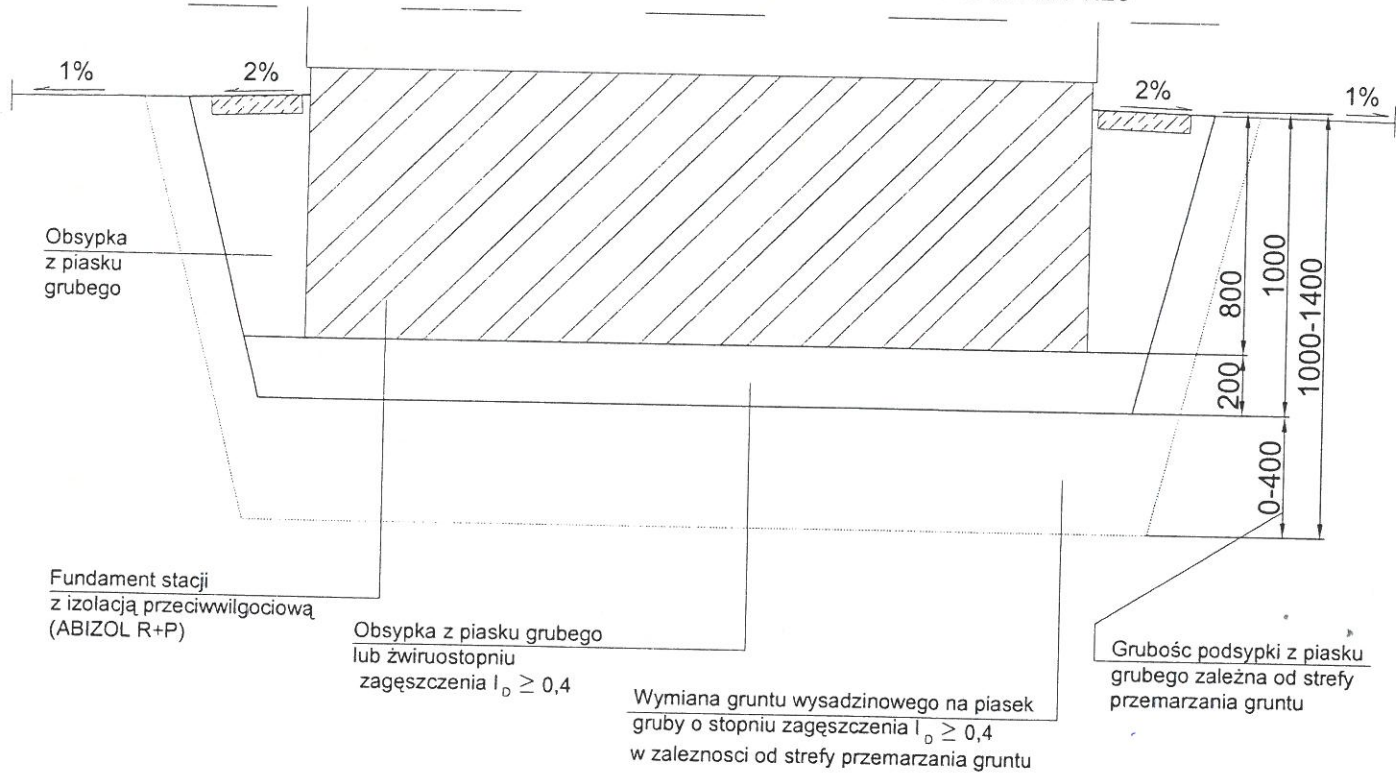 1%
2%
2%
1%
Obsypka
z piasku
grubego
800
1000
1000-1400
200
0-400
Fundament stacji
z izolacją przeciwwilgociową
(ABIZOL R+P)
Obsypka z piasku grubego
lub żwiruostopniu
zagęszczenia I_D ≥ 0,4
Wymiana gruntu wysadzinowego na piasek
gruby o stopniu zagęszczenia I_D ≥ 0,4
w zaleznosci od strefy przemarzania gruntu
Grubośc podsypki z piasku
grubego zależna od strefy
przemarzania gruntu